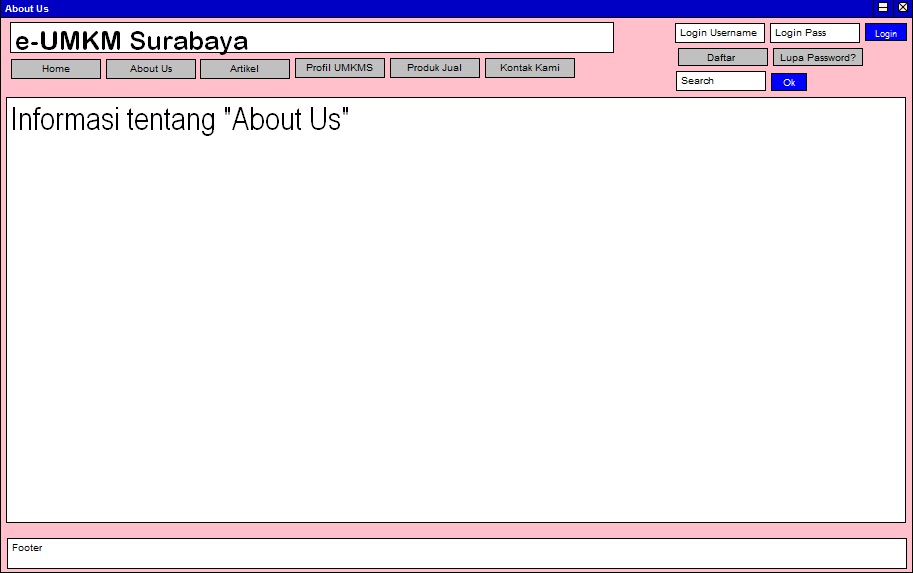 About Us
e-UMKM Surabaya
Login Username
Login Pass
Login
Home
About Us
Artikel
Profil UMKMS
Produk Jual
Kontak Kami
Daftar
Lupa Password?
Search
Ok
Informasi tentang "About Us"
Footer